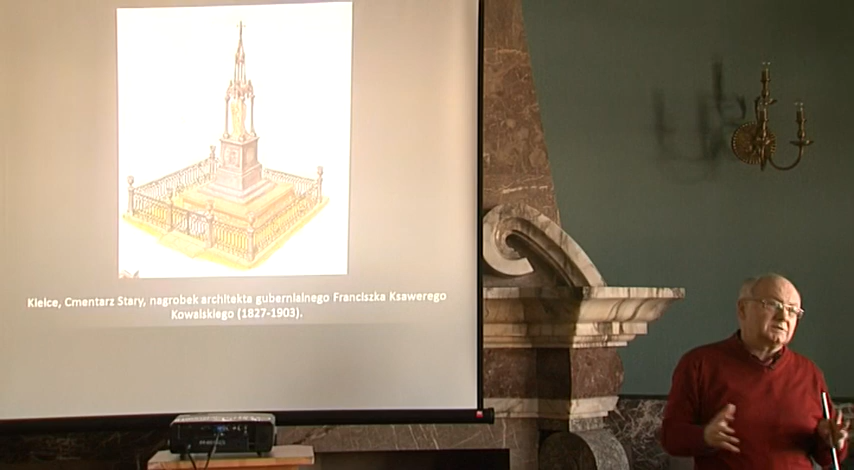 Kielce, Cmentarz Stary, nagrobek architekta gubernialnego Franciszka Ksawerego
Kowalskiego (1827-1903).